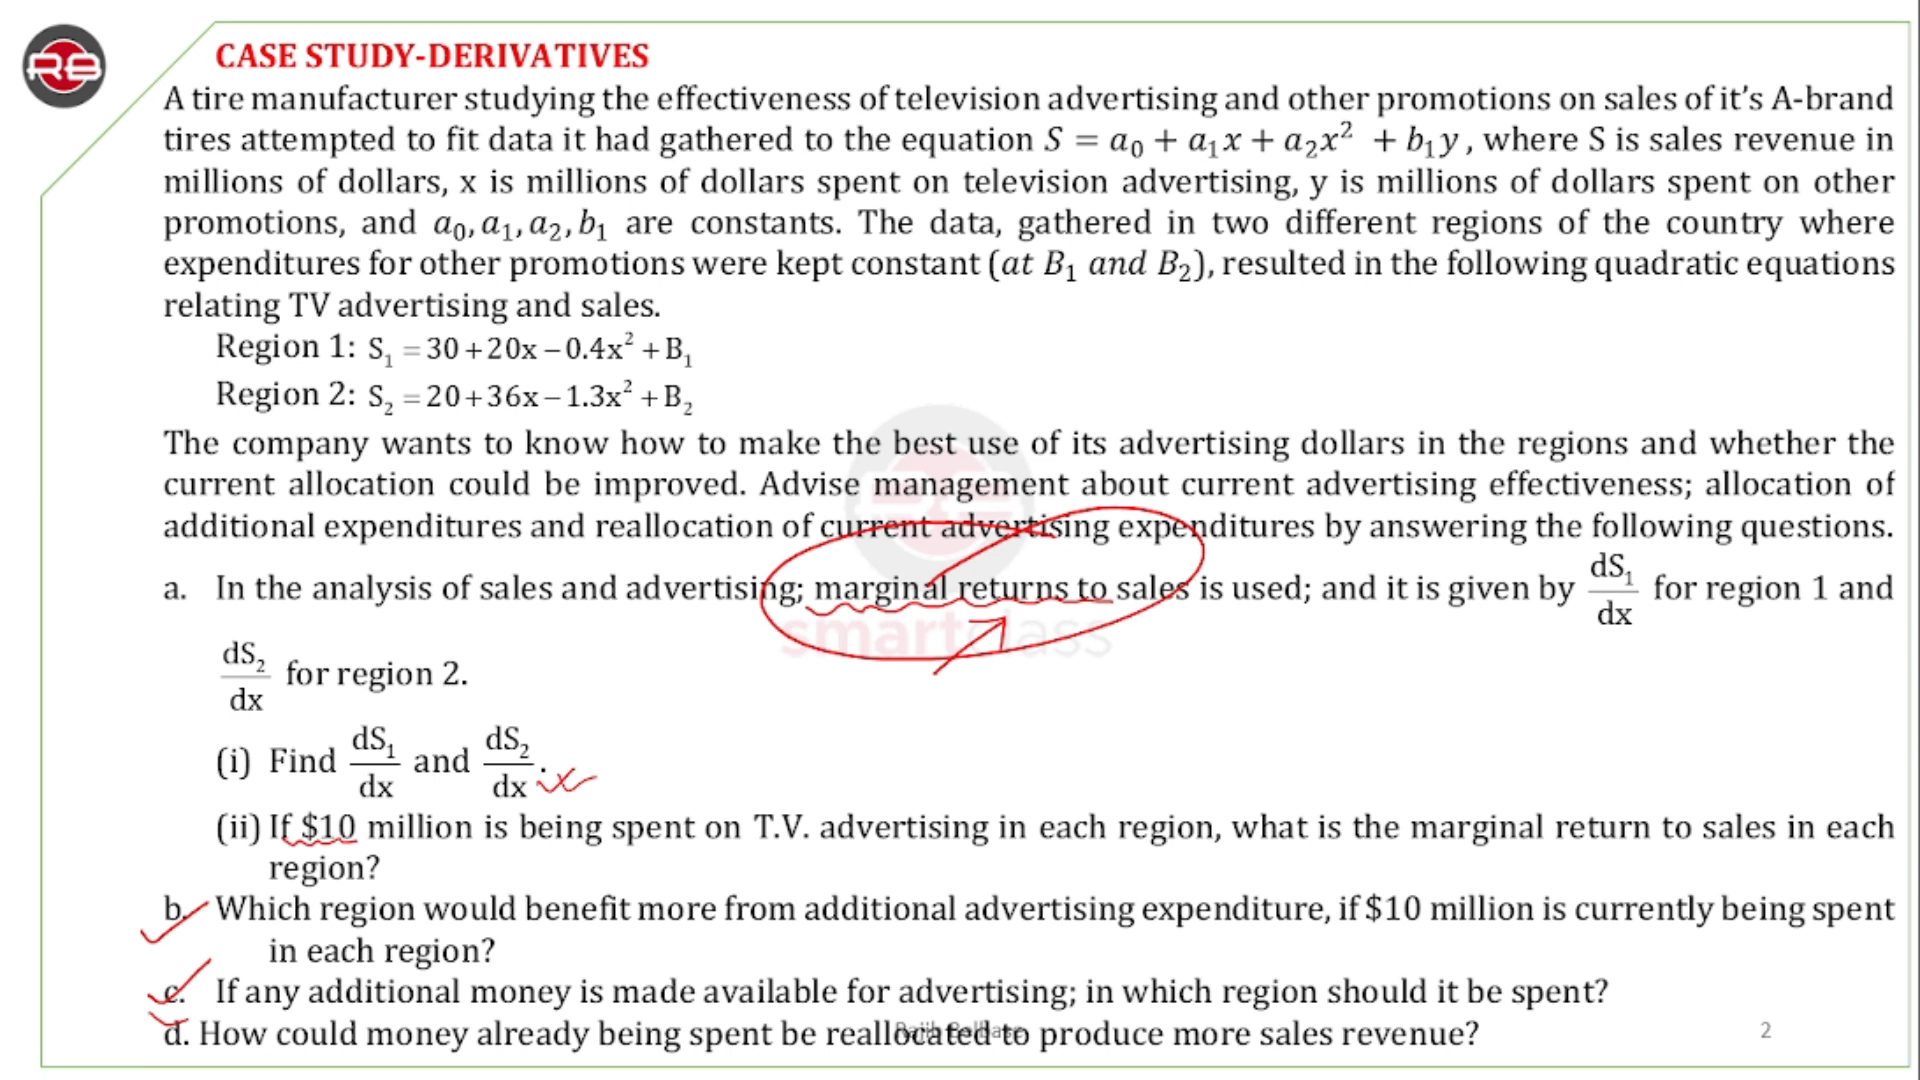 RB
CASE STUDY-DERIVATIVES
A tire manufacturer studying the effectiveness of television advertising and other promotions on sales of it's A-brand
tires attempted to fit data it had gathered to the equation S = a₀ + a₁x + a₂x² + b₁y, where S is sales revenue in
millions of dollars, x is millions of dollars spent on television advertising, y is millions of dollars spent on other
promotions, and a₀, a₁, a₂, b₁ are constants. The data, gathered in two different regions of the country where
expenditures for other promotions were kept constant (at B₁ and B₂), resulted in the following quadratic equations
relating TV advertising and sales.
Region 1: S₁ = 30 + 20x – 0.4x² + B₁
Region 2: S₂ = 20 + 36x – 1.3x² + B₂
The company wants to know how to make the best use of its advertising dollars in the regions and whether the
current allocation could be improved. Advise management about current advertising effectiveness; allocation of
additional expenditures and reallocation of current advertising expenditures by answering the following questions.
a. In the analysis of sales and advertising; marginal returns to sales is used; and it is given by dS₁/dx for region 1 and
dS₂/dx for region 2.
smartclass
(i) Find dS₁/dx and dS₂/dx.
(ii) If $10 million is being spent on T.V. advertising in each region, what is the marginal return to sales in each
region?
b. Which region would benefit more from additional advertising expenditure, if $10 million is currently being spent
in each region?
c. If any additional money is made available for advertising; in which region should it be spent?
d. How could money already being spent be reallocated to produce more sales revenue?
2